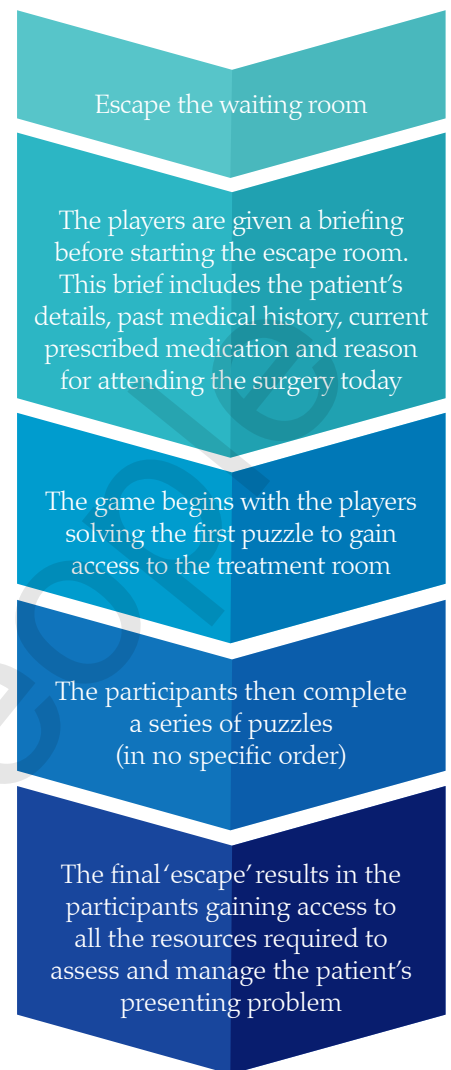 Escape the waiting room
The players are given a briefing
before starting the escape room.
This brief includes the patient’s
details, past medical history, current
prescribed medication and reason
for attending the surgery today
The game begins with the players
solving the first puzzle to gain
access to the treatment room
The participants then complete
a series of puzzles
(in no specific order)
The final ‘escape’ results in the
participants gaining access to
all the resources required to
assess and manage the patient’s
presenting problem